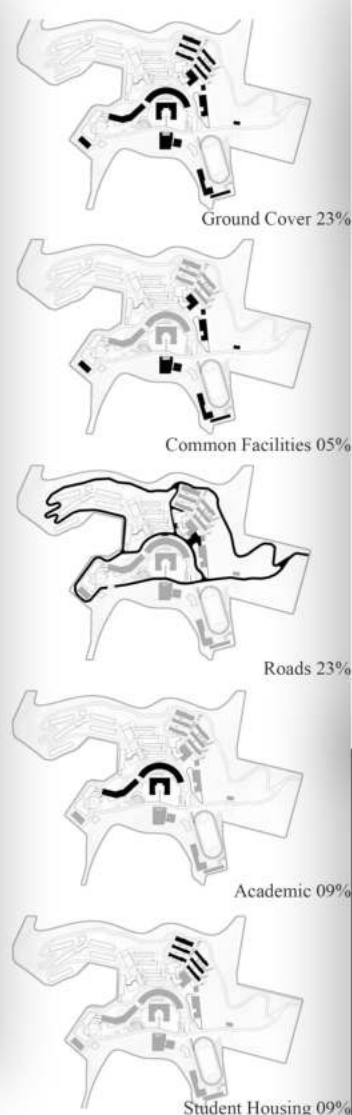 Ground Cover 23%
Common Facilities 05%
Roads 23%
Academic 09%
Student Housing 09%